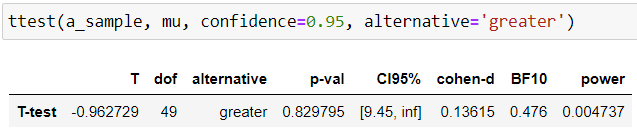 ttest(a_sample, mu, confidence=0.95, alternative='greater')
T dof alternative p-val CI95% cohen-d BF10 power
T-test -0.962729 49 greater 0.829795 [9.45, inf] 0.13615 0.476 0.004737